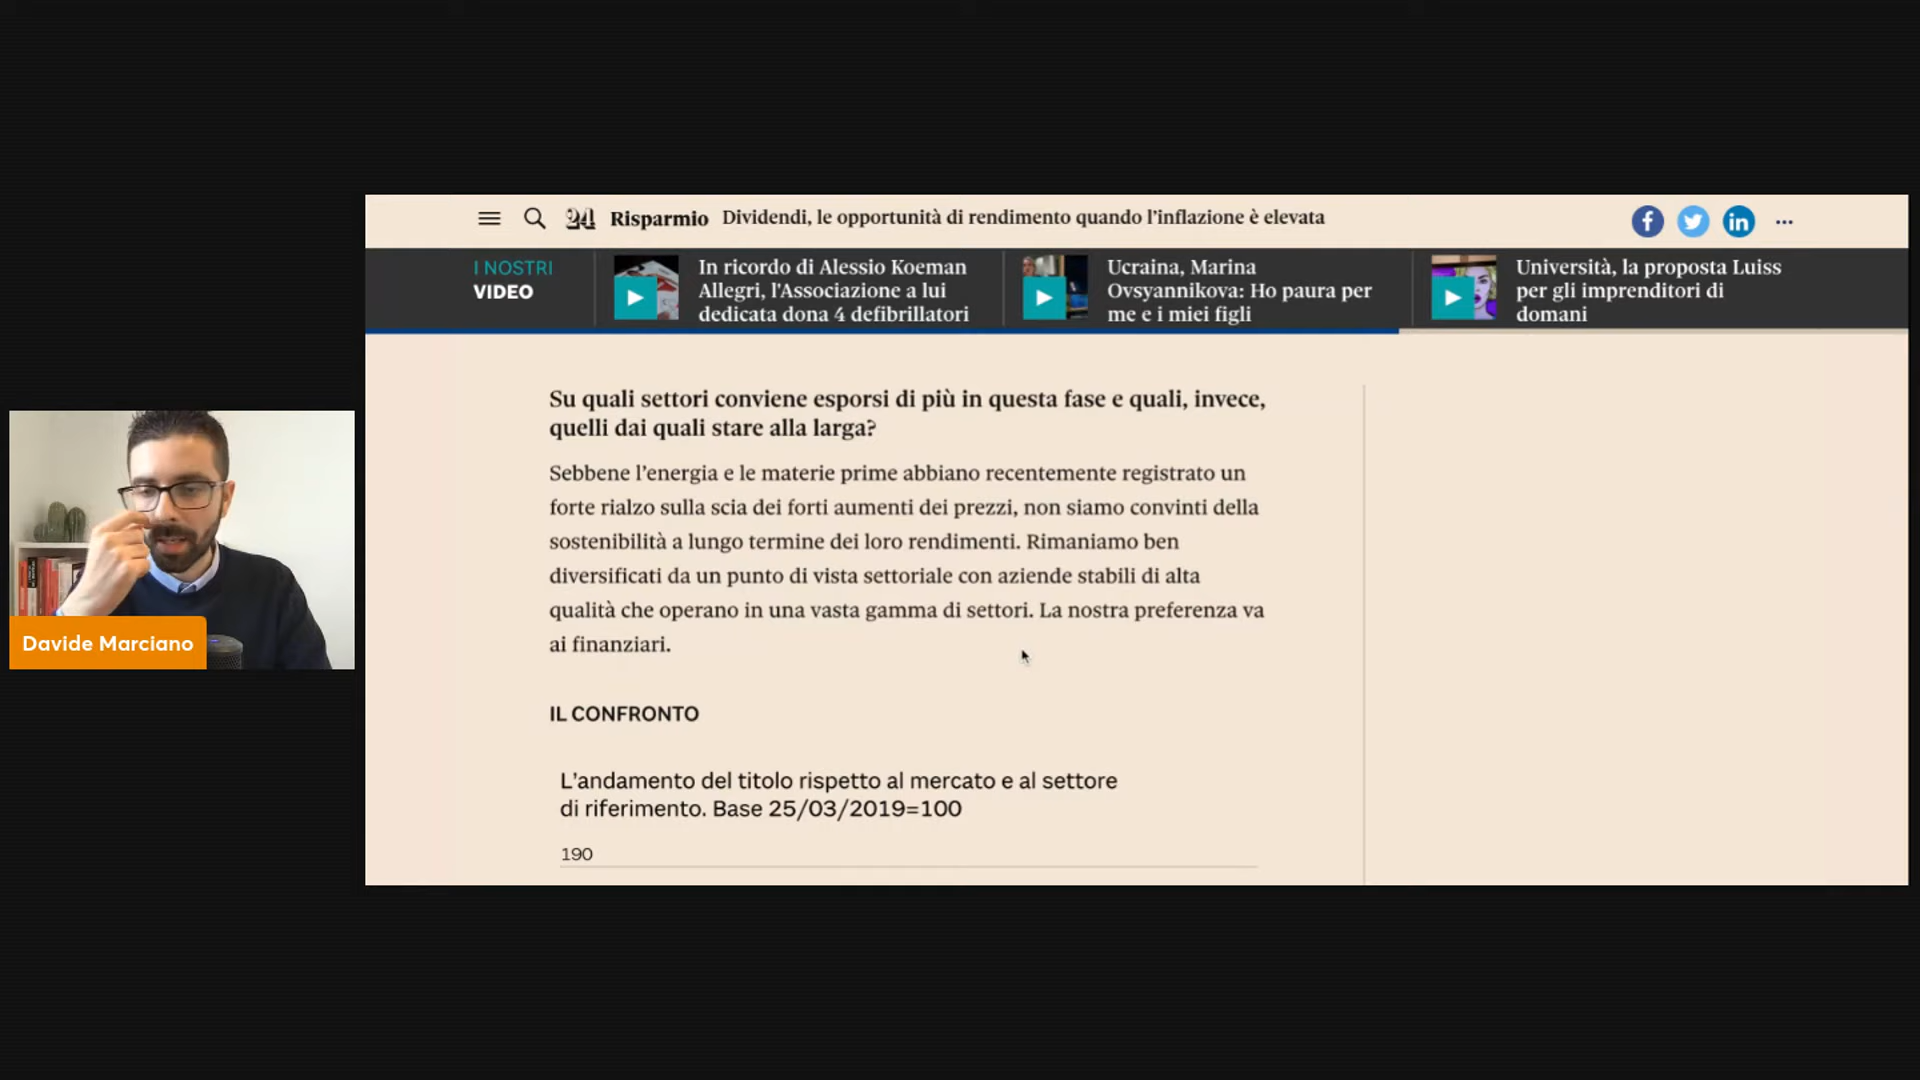 24 Risparmio Dividendi, le opportunità di rendimento quando l'inflazione è elevata
I NOSTRI
VIDEO
In ricordo di Alessio Koeman
Allegri, l'Associazione a lui
dedicata dona 4 defibrillatori
Ucraina, Marina
Ovsyannikova: Ho paura per
me e i miei figli
Università, la proposta Luiss
per gli imprenditori di
domani
Su quali settori conviene esporsi di più in questa fase e quali, invece,
quelli dai quali stare alla larga?
Sebbene l'energia e le materie prime abbiano recentemente registrato un
forte rialzo sulla scia dei forti aumenti dei prezzi, non siamo convinti della
sostenibilità a lungo termine dei loro rendimenti. Rimaniamo ben
diversificati da un punto di vista settoriale con aziende stabili di alta
qualità che operano in una vasta gamma di settori. La nostra preferenza va
ai finanziari.
IL CONFRONTO
L'andamento del titolo rispetto al mercato e al settore
di riferimento. Base 25/03/2019=100
190
Davide Marciano